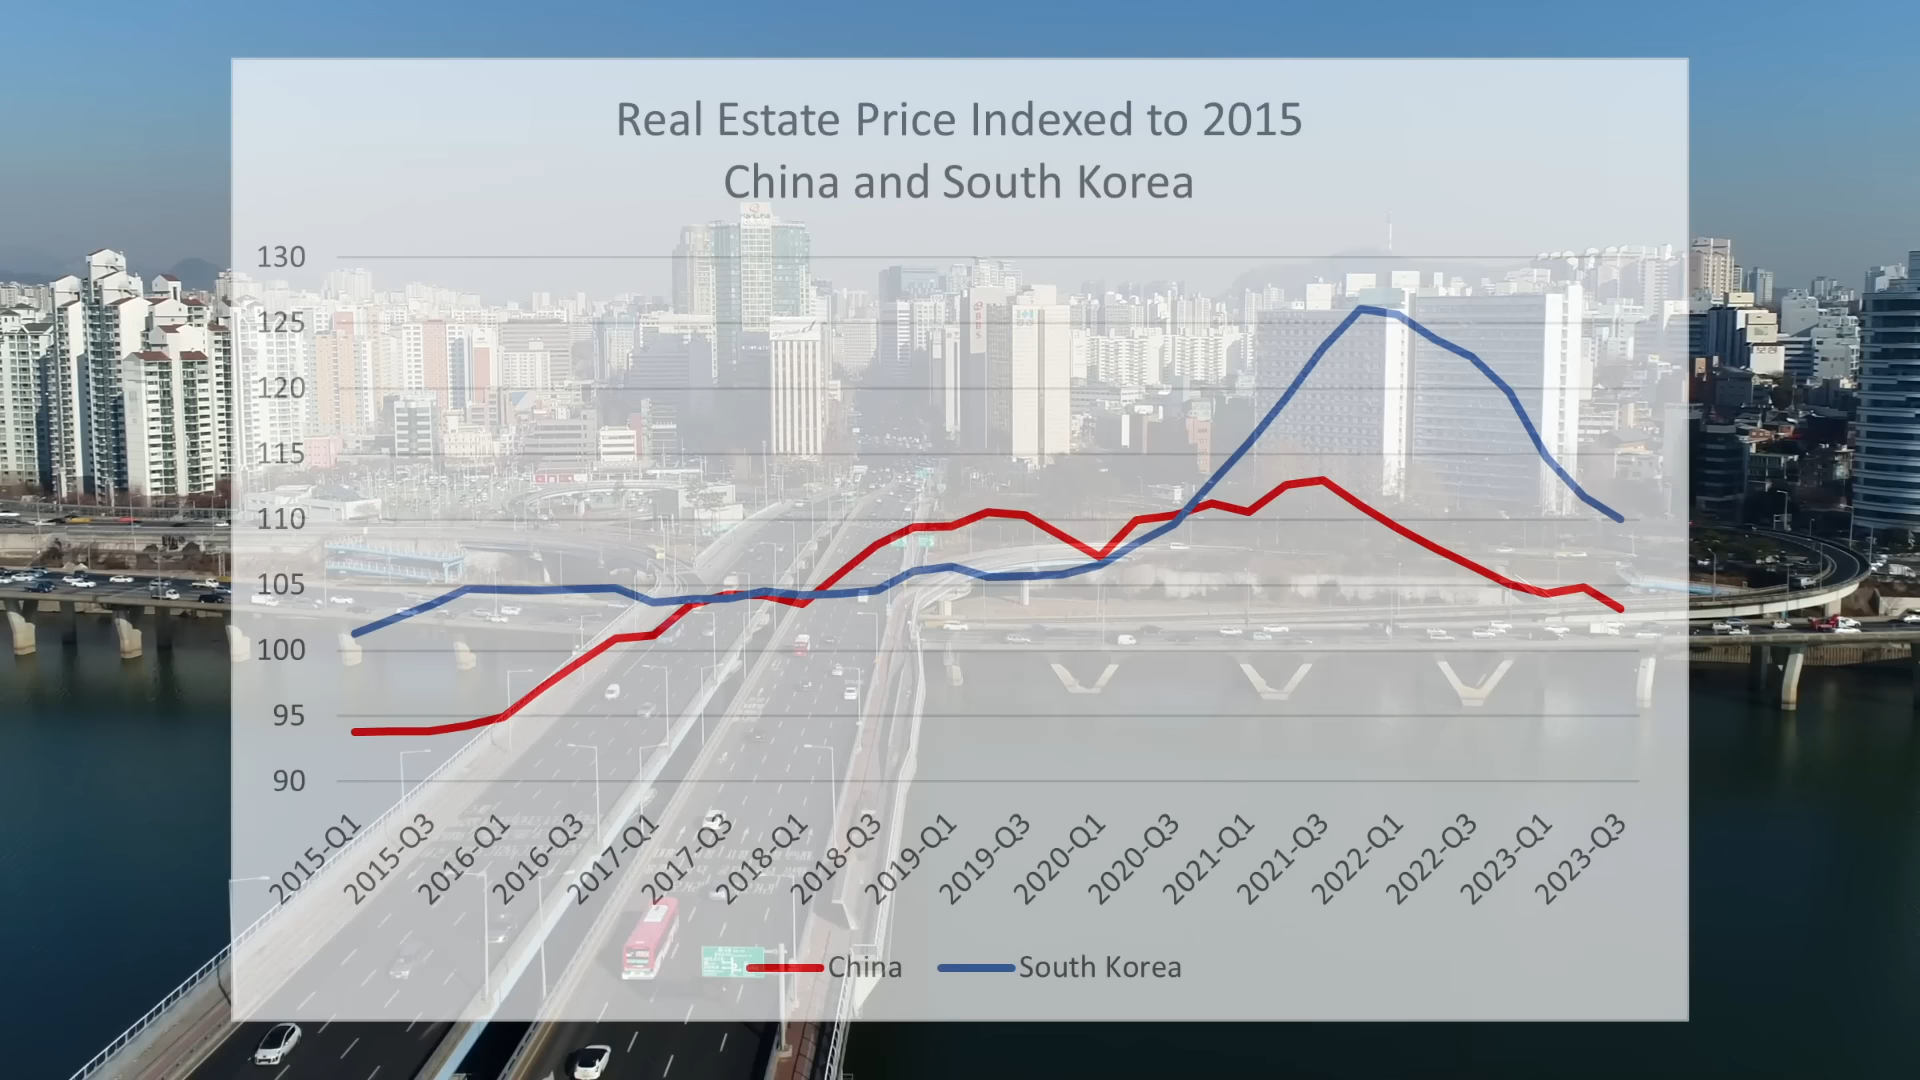 Real Estate Price Indexed to 2015
China and South Korea
130
125
120
115
110
105
100
95
90
2015-Q1
2015-Q3
2016-Q1
2016-Q3
2017-Q1
2017-Q3
2018-Q1
2018-Q3
2019-Q1
2019-Q3
2020-Q1
2020-Q3
2021-Q1
2021-Q3
2022-Q1
2022-Q3
2023-Q1
2023-Q3
China
South Korea